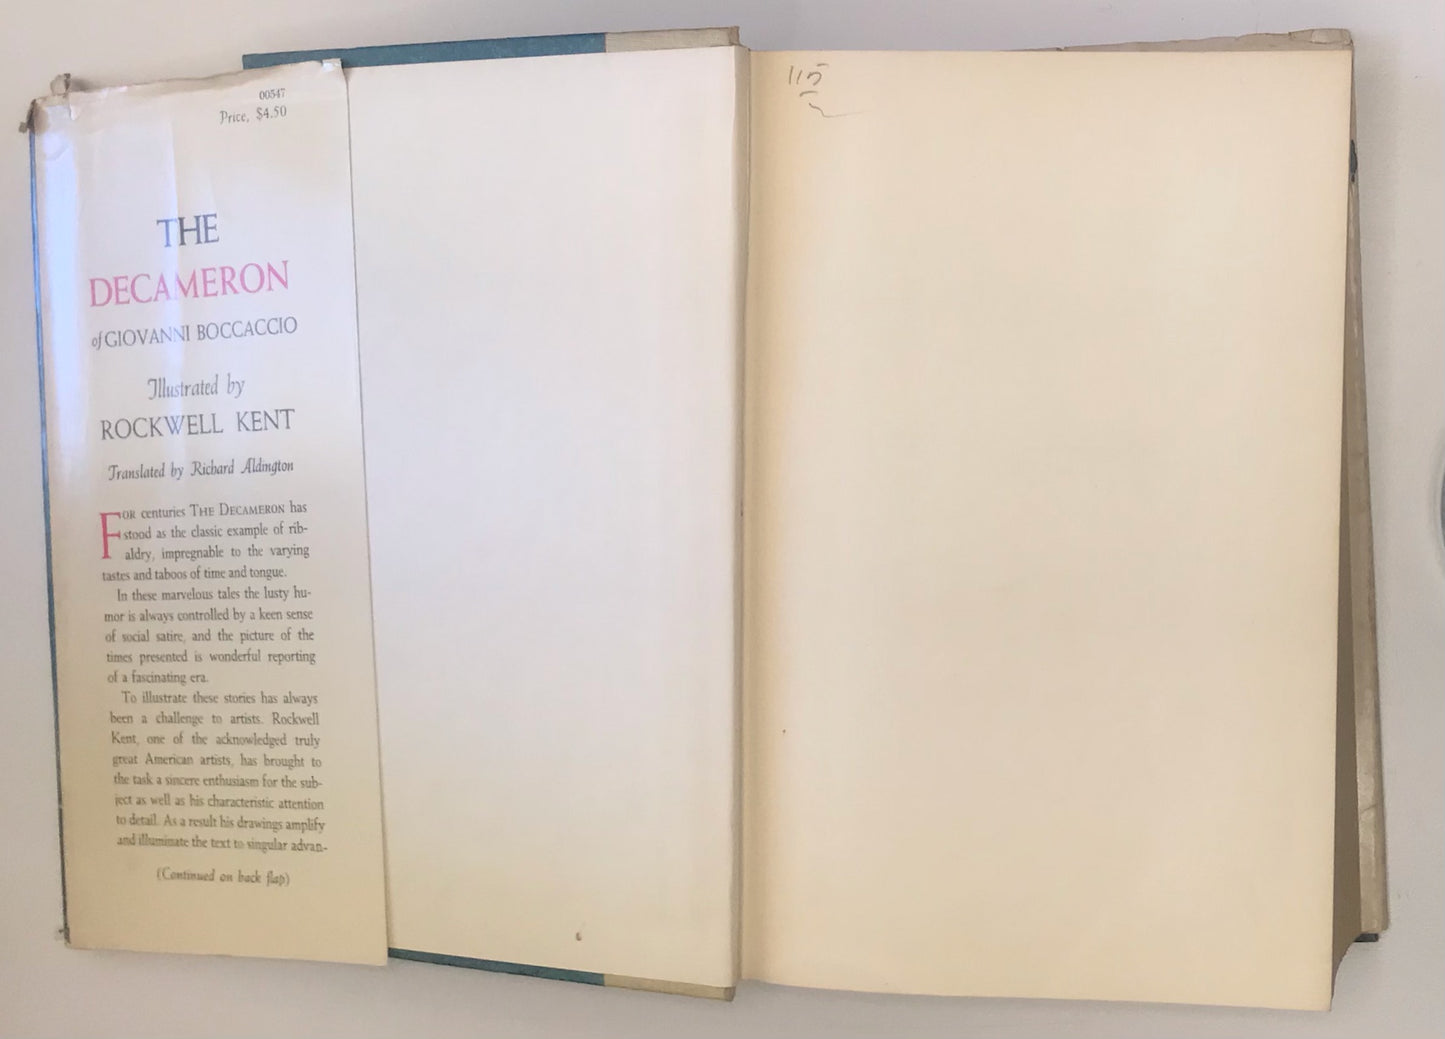 00547
Price, $4.50
THE
DECAMERON
of GIOVANNI BOCCACCIO
Illustrated by
ROCKWELL KENT
Translated by Richard Aldington
FOR centuries THE DECAMERON has
stood as the classic example of rib-
aldry, impregnable to the varying
tastes and taboos of time and tongue.
In these marvelous tales the lusty hu-
mor is always controlled by a keen sense
of social satire, and the picture of the
times presented is wonderful reporting
of a fascinating era.
To illustrate these stories has always
been a challenge to artists. Rockwell
Kent, one of the acknowledged truly
great American artists, has brought to
the task a sincere enthusiasm for the sub-
ject as well as his characteristic attention
to detail. As a result his drawings amplify
and illuminate the text to singular advan-
(Continued on back flap)